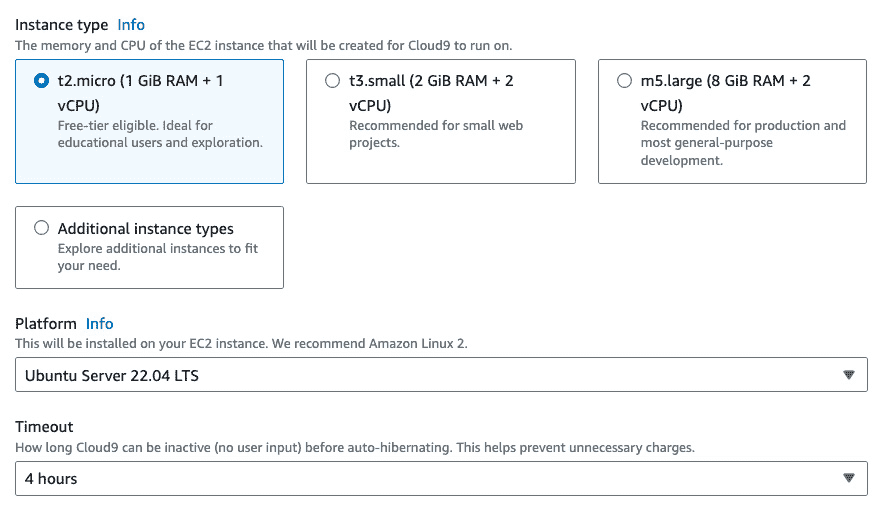 Instance type Info
The memory and CPU of the EC2 instance that will be created for Cloud9 to run on.
t2.micro (1 GiB RAM + 1
vCPU)
Free-tier eligible. Ideal for
educational users and exploration.
t3.small (2 GiB RAM + 2
vCPU)
Recommended for small web
projects.
m5.large (8 GiB RAM + 2
vCPU)
Recommended for production and
most general-purpose
development.
Additional instance types
Explore additional instances to fit
your need.
Platform Info
This will be installed on your EC2 instance. We recommend Amazon Linux 2.
Ubuntu Server 22.04 LTS
Timeout
How long Cloud9 can be inactive (no user input) before auto-hibernating. This helps prevent unnecessary charges.
4 hours